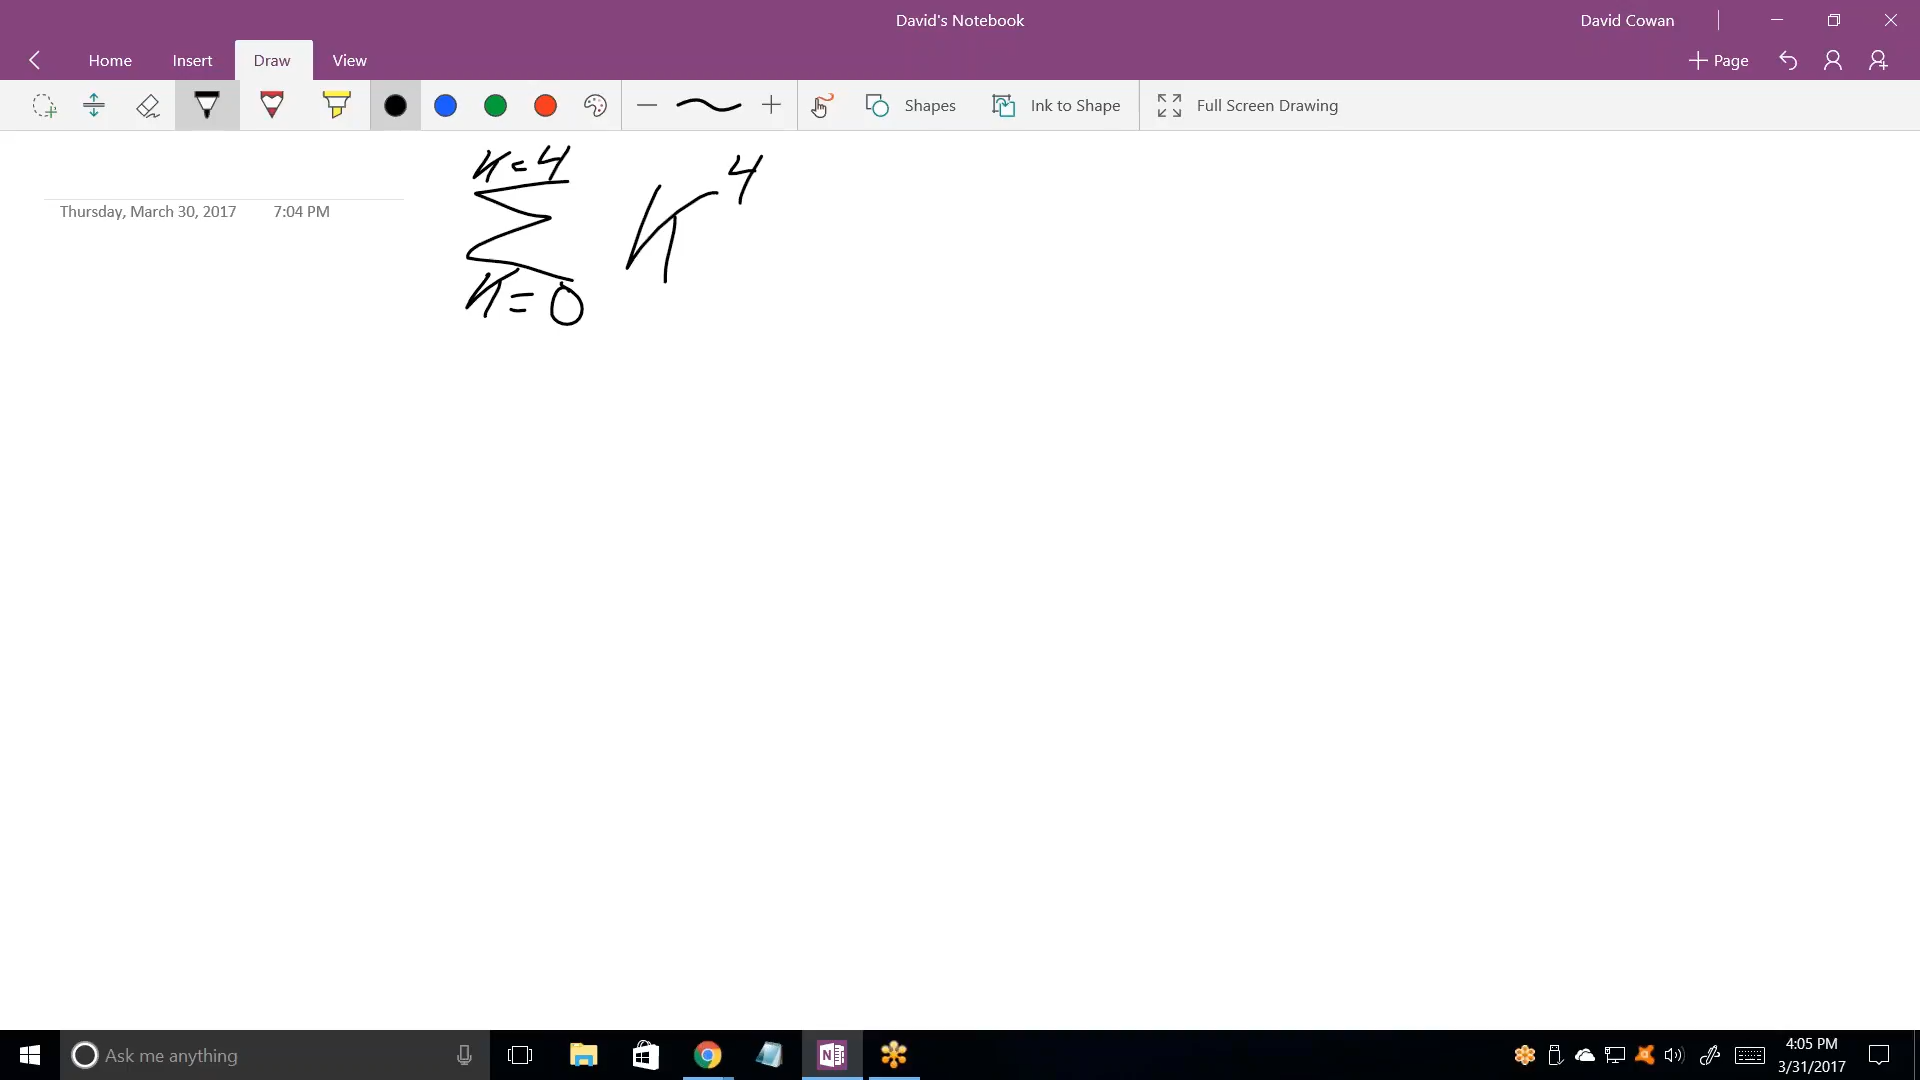 David's Notebook
David Cowan
Home Insert Draw View
Page
Shapes
Ink to Shape
Full Screen Drawing
K=4
∑ K⁴
K=0
Thursday, March 30, 2017 7:04 PM
Ask me anything
4:05 PM
3/31/2017